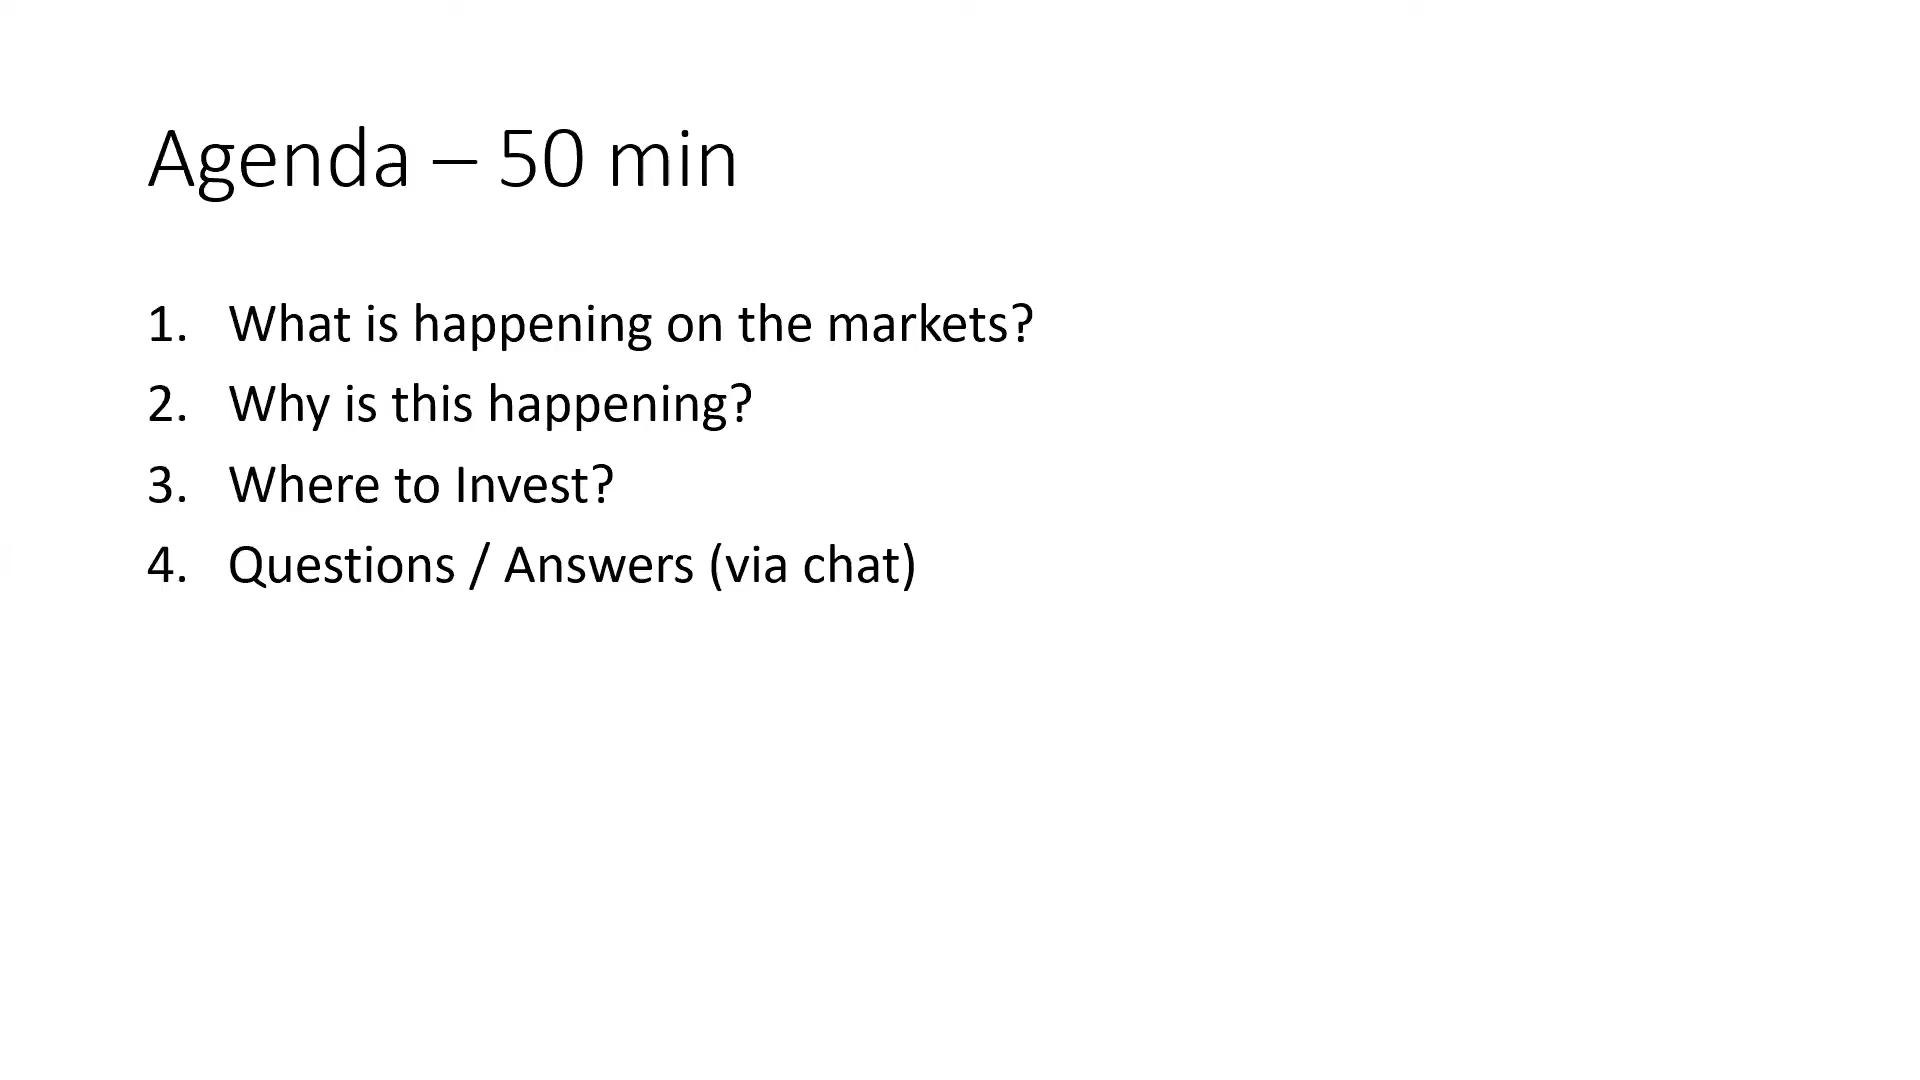 Agenda – 50 min
1. What is happening on the markets?
2. Why is this happening?
3. Where to Invest?
4. Questions / Answers (via chat)